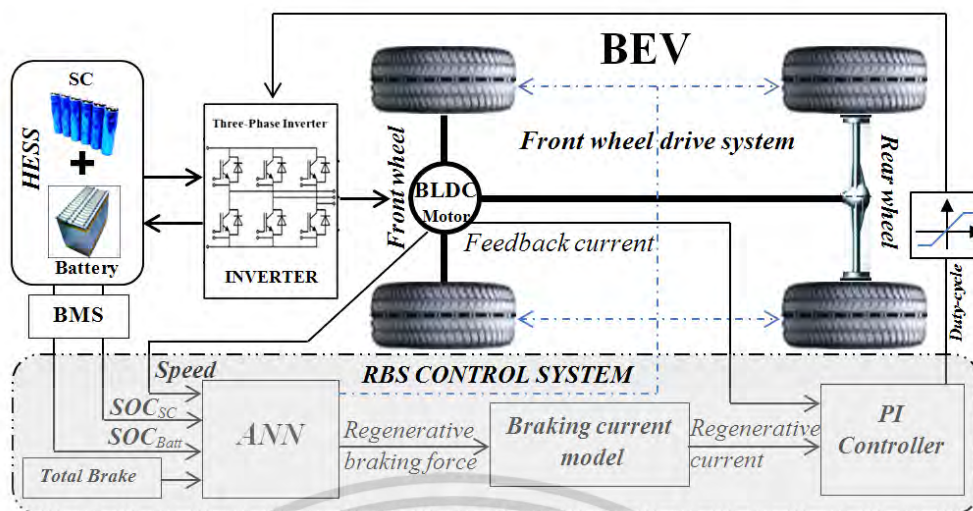 BEV
SC
+
HESS
Battery
BMS
Three-Phase Inverter
INVERTER
Front wheel
BLDC
Motor
Front wheel drive system
Rear wheel
Feedback current
Duty-cycle
RBS CONTROL SYSTEM
Speed
SOCSC
SOCBatt
Total Brake
ANN
Regenerative
braking force
Braking current
model
Regenerative
current
PI
Controller